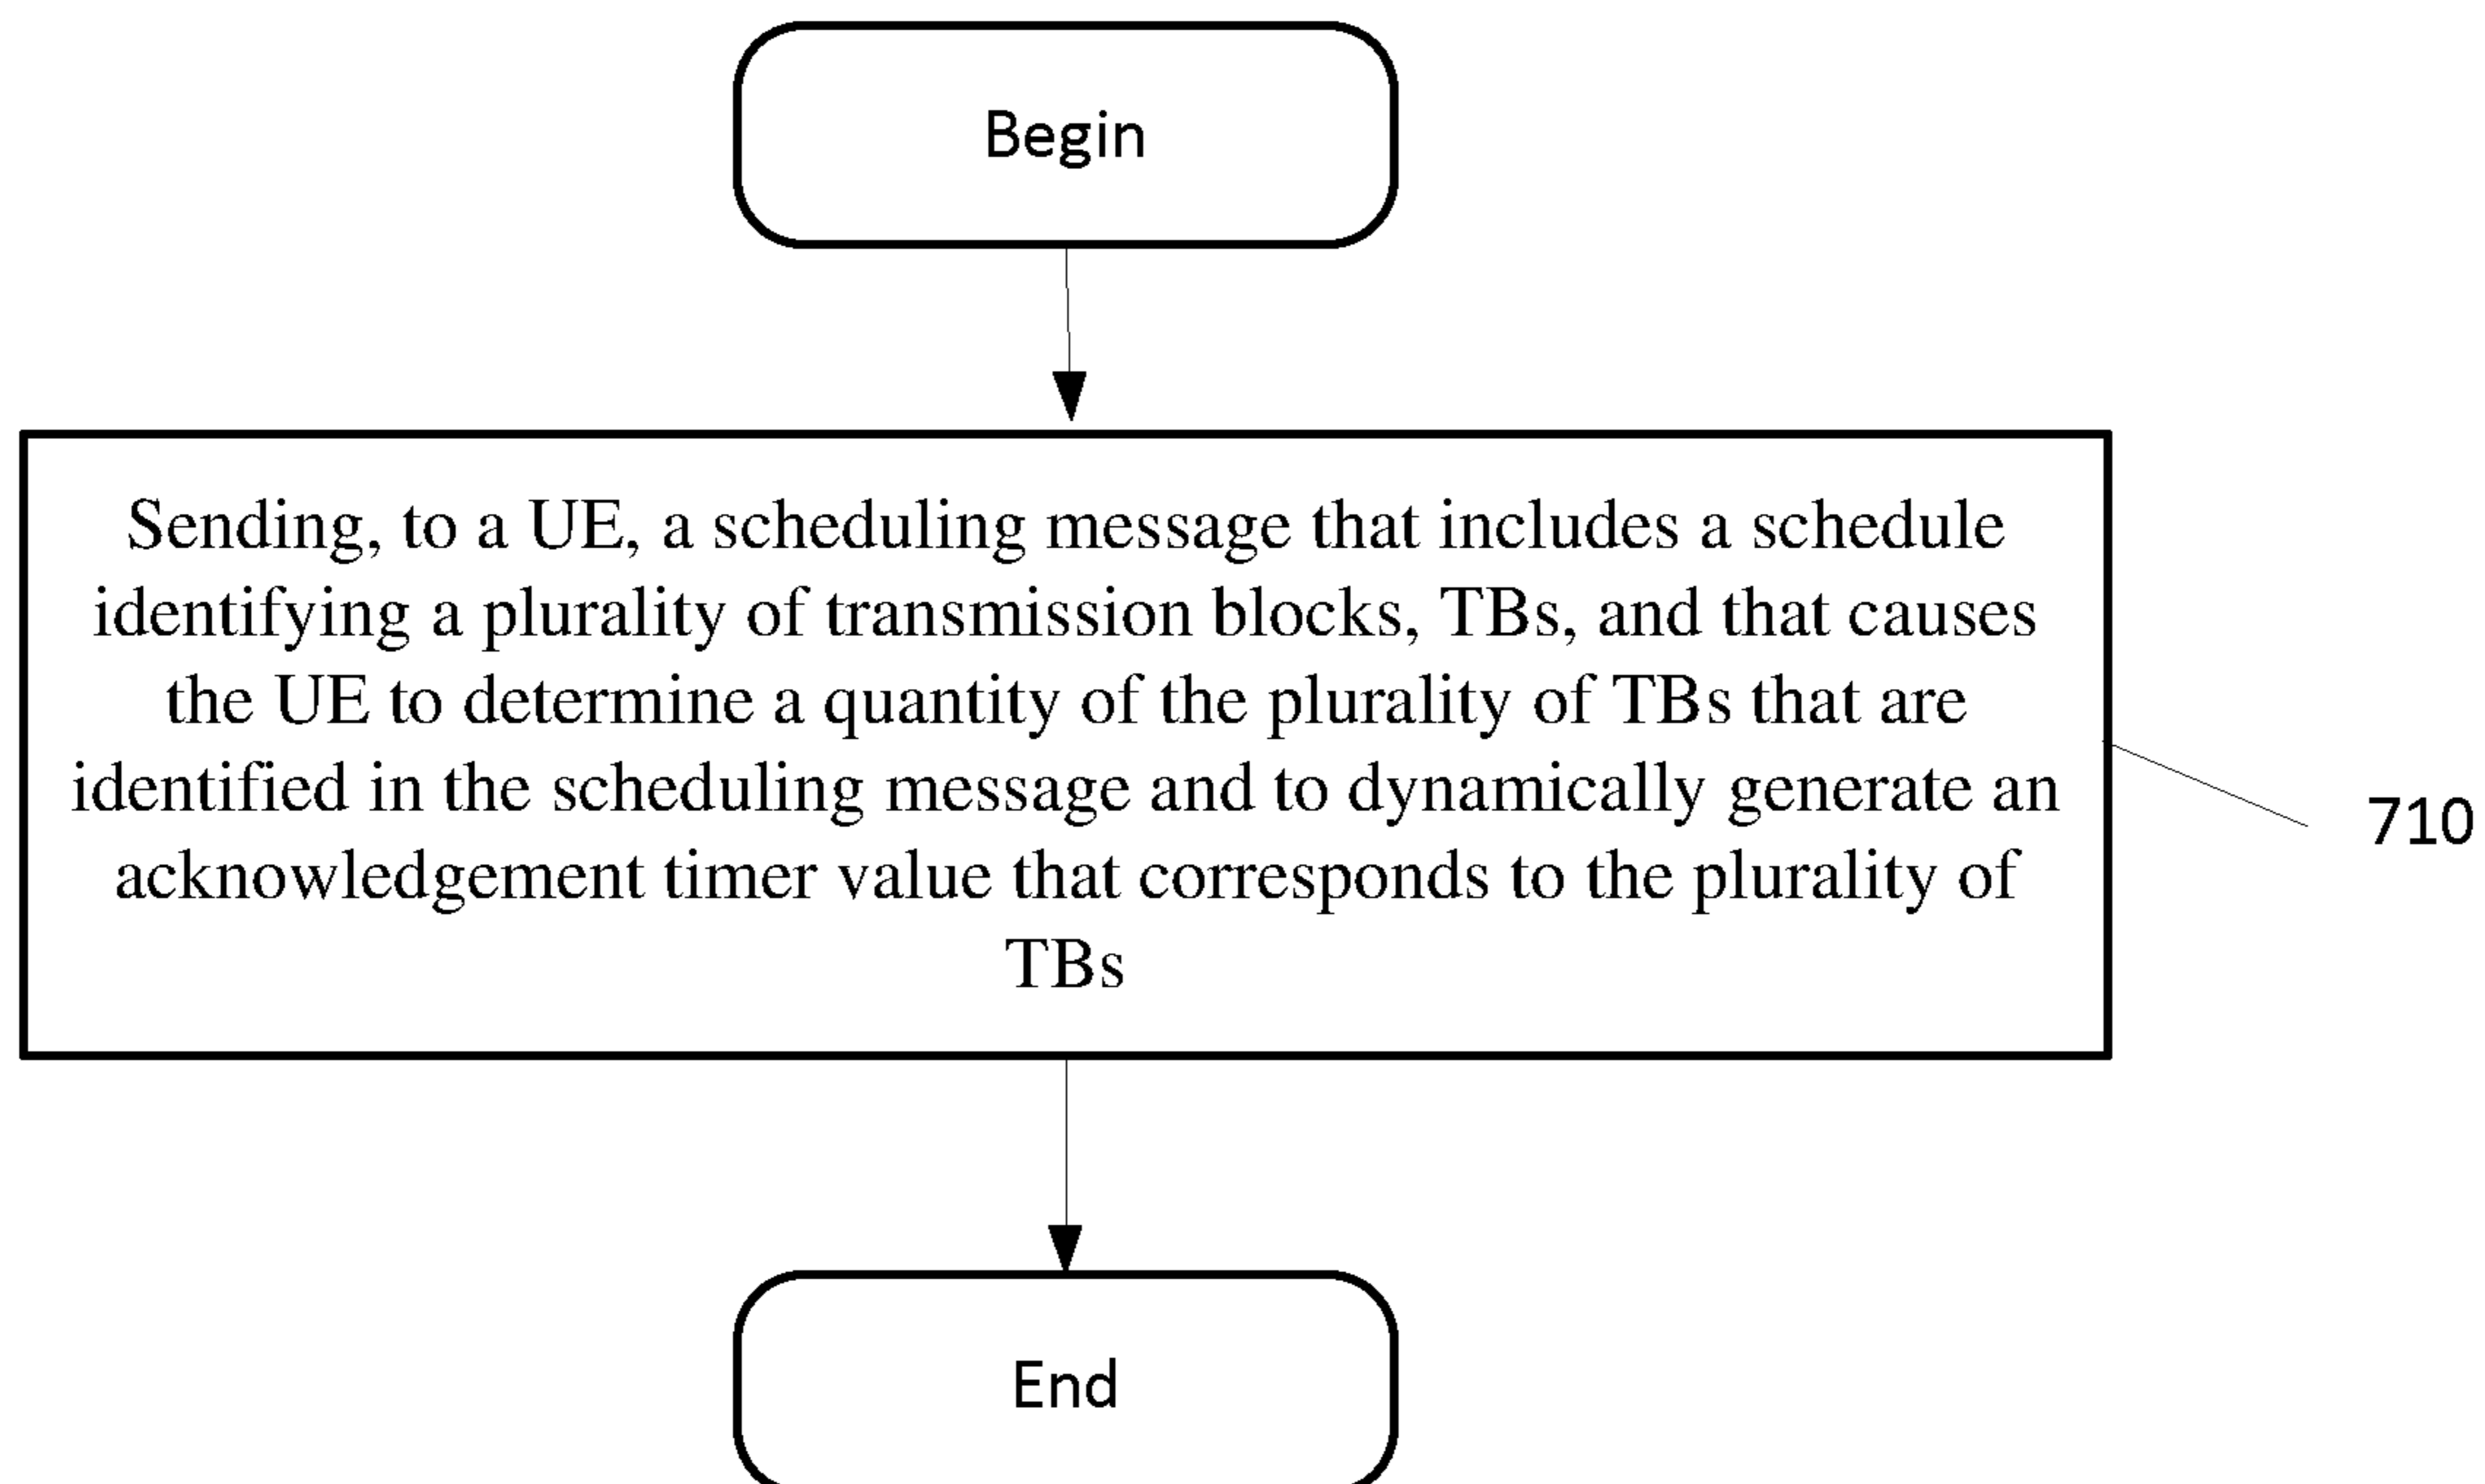 Begin
Sending, to a UE, a scheduling message that includes a schedule
identifying a plurality of transmission blocks, TBs, and that causes
the UE to determine a quantity of the plurality of TBs that are
identified in the scheduling message and to dynamically generate an
acknowledgement timer value that corresponds to the plurality of
TBs
710
End